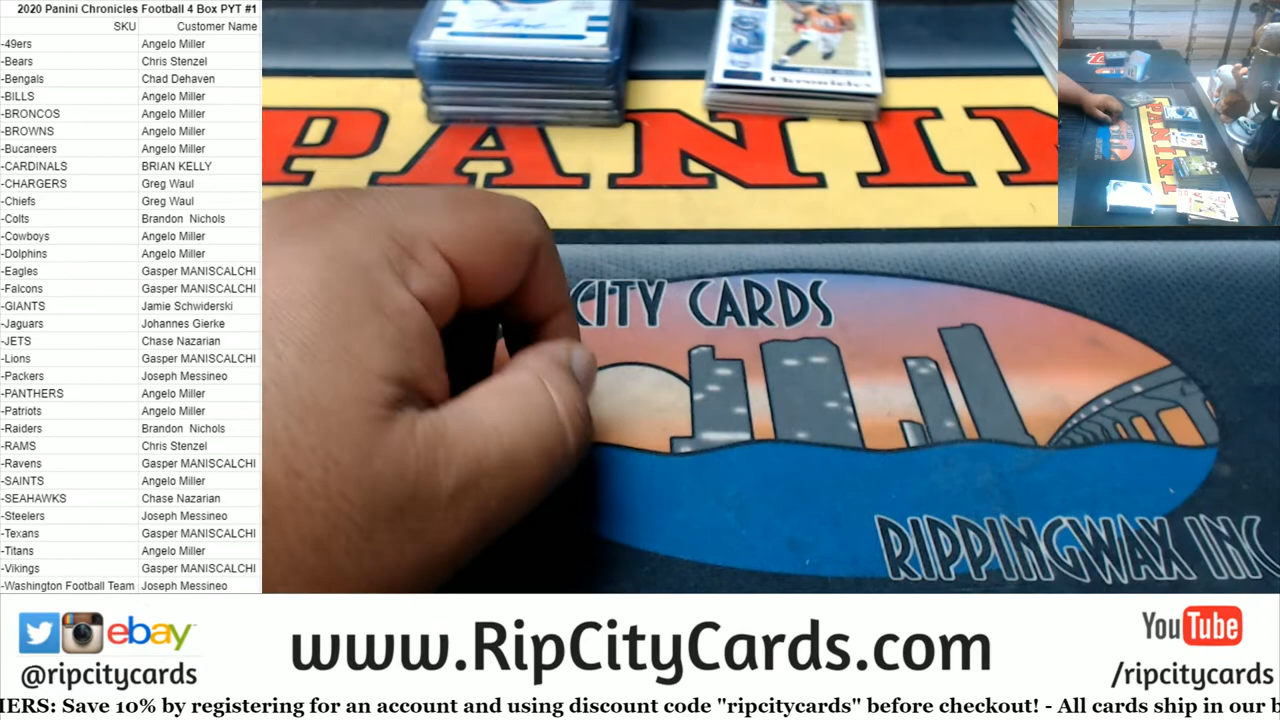 2020 Panini Chronicles Football 4 Box PYT #1
SKU Customer Name
-49ers Angelo Miller
-Bears Chris Stenzel
-Bengals Chad Dehaven
-BILLS Angelo Miller
-BRONCOS Angelo Miller
-BROWNS Angelo Miller
-Bucaneers Angelo Miller
-CARDINALS BRIAN KELLY
-CHARGERS Greg Waul
-Chiefs Greg Waul
-Colts Brandon Nichols
-Cowboys Angelo Miller
-Dolphins Angelo Miller
-Eagles Gasper MANISCALCHI
-Falcons Gasper MANISCALCHI
-GIANTS Jamie Schwiderski
-Jaguars Johannes Gierke
-JETS Chase Nazarian
-Lions Gasper MANISCALCHI
-Packers Joseph Messineo
-PANTHERS Angelo Miller
-Patriots Angelo Miller
-Raiders Brandon Nichols
-RAMS Chris Stenzel
-Ravens Gasper MANISCALCHI
-SAINTS Angelo Miller
-SEAHAWKS Chase Nazarian
-Steelers Joseph Messineo
-Texans Gasper MANISCALCHI
-Titans Angelo Miller
-Vikings Gasper MANISCALCHI
-Washington Football Team Joseph Messineo
Chronicles
PANINI
PANINI
CITY CARDS
RIPPINGWAX INC
ebay
@ripcitycards
www.RipCityCards.com
YouTube
/ripcitycards
IERS: Save 10% by registering for an account and using discount code "ripcitycards" before checkout! - All cards ship in our b